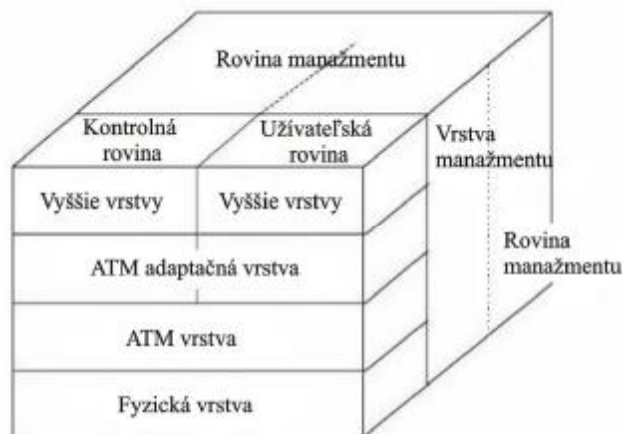 Rovina manažmentu
Kontrolná
rovina
Užívateľská
rovina
Vrstva
manažmentu
Vyššie vrstvy
Vyššie vrstvy
Rovina
manažmentu
ATM adaptačná vrstva
ATM vrstva
Fyzická vrstva